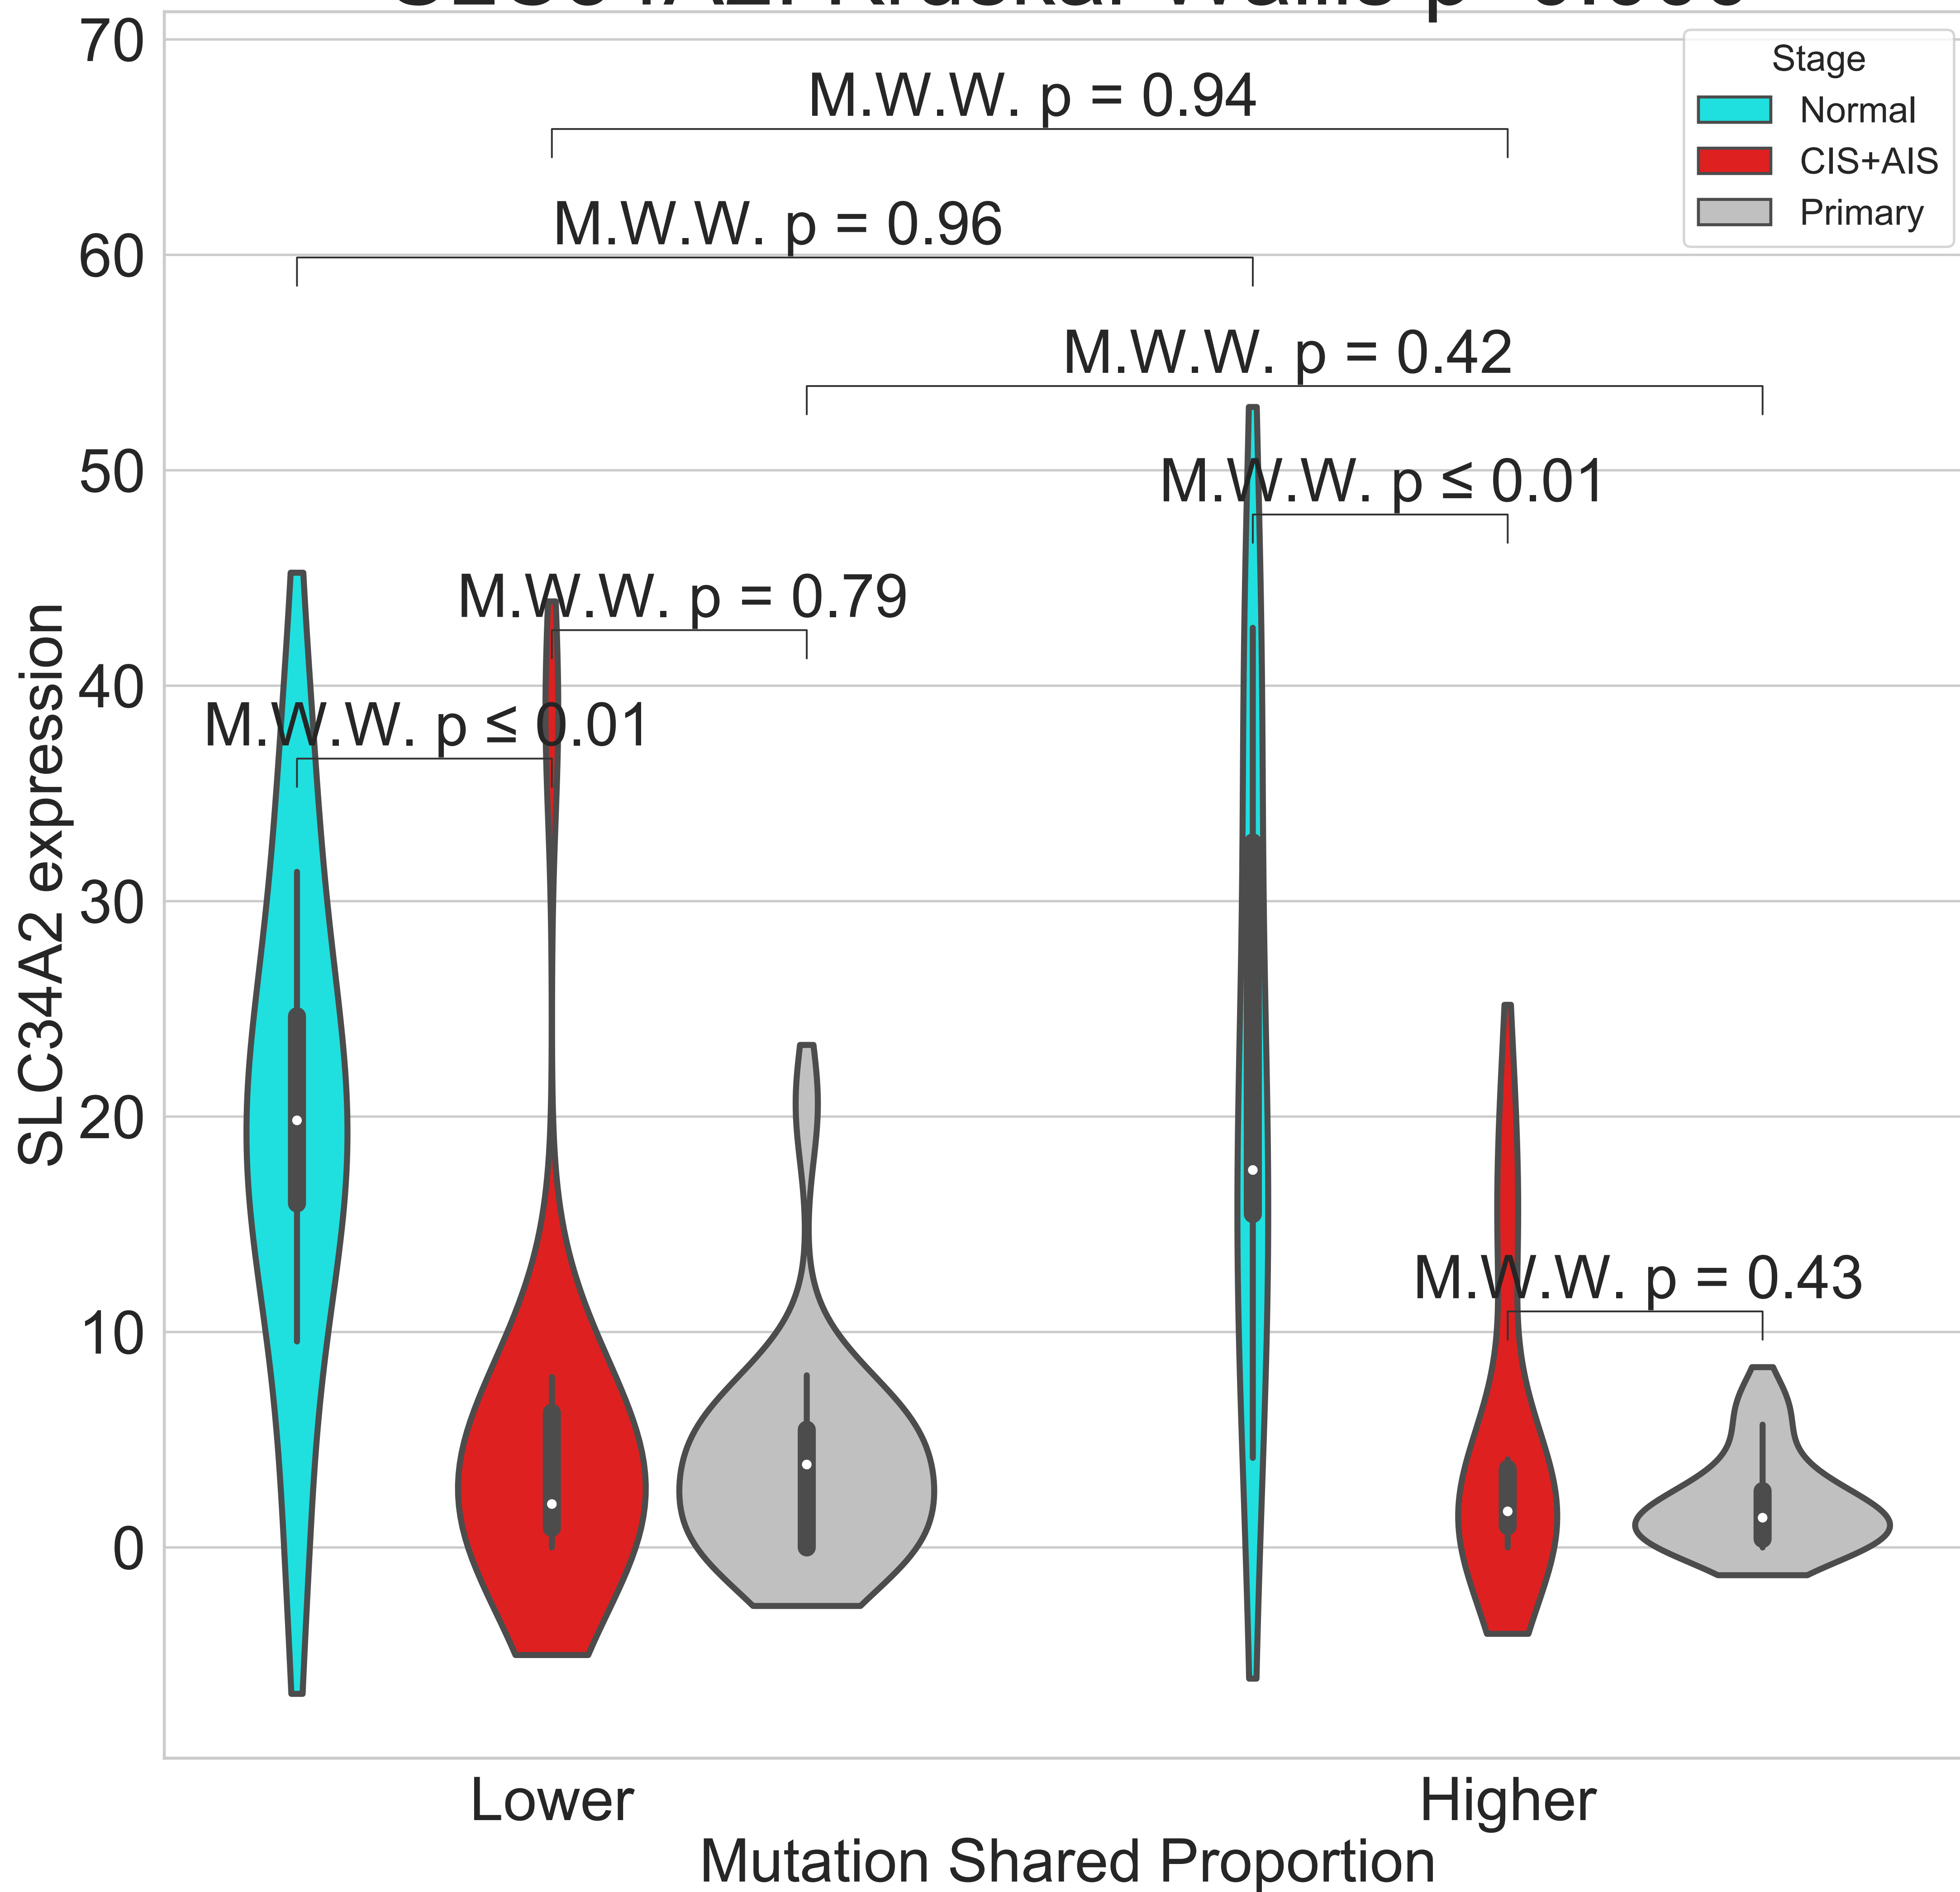 70
Stage
Normal
CIS+AIS
Primary
M.W.W. p = 0.94
M.W.W. p = 0.96
60
M.W.W. p = 0.42
50
M.W.W. p ≤ 0.01
M.W.W. p = 0.79
40
M.W.W. p ≤ 0.01
30
SLC34A2 expression
20
M.W.W. p = 0.43
10
0
Lower
Higher
Mutation Shared Proportion